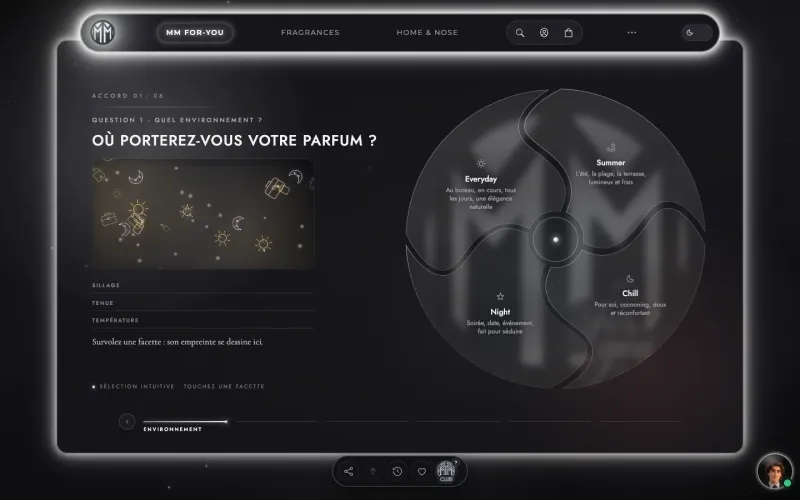 MM FOR-YOU
FRAGRANCES
HOME & NOSE
ACCORD 01 / 06
QUESTION 1 · QUEL ENVIRONNEMENT ?
OÙ PORTEREZ-VOUS VOTRE PARFUM ?
SILLAGE
TENUE
TEMPÉRATURE
Survolez une facette : son empreinte se dessine ici.
SÉLECTION INTUITIVE TOUCHEZ UNE FACETTE
Everyday
Au bureau, en cours, tous
les jours, une élégance
naturelle
Summer
L'été, la plage, la terrasse,
lumineux et frais
Night
Soirée, date, événement,
fait pour séduire
Chill
Pour soi, cocooning, doux
et réconfortant
ENVIRONNEMENT
CLUB